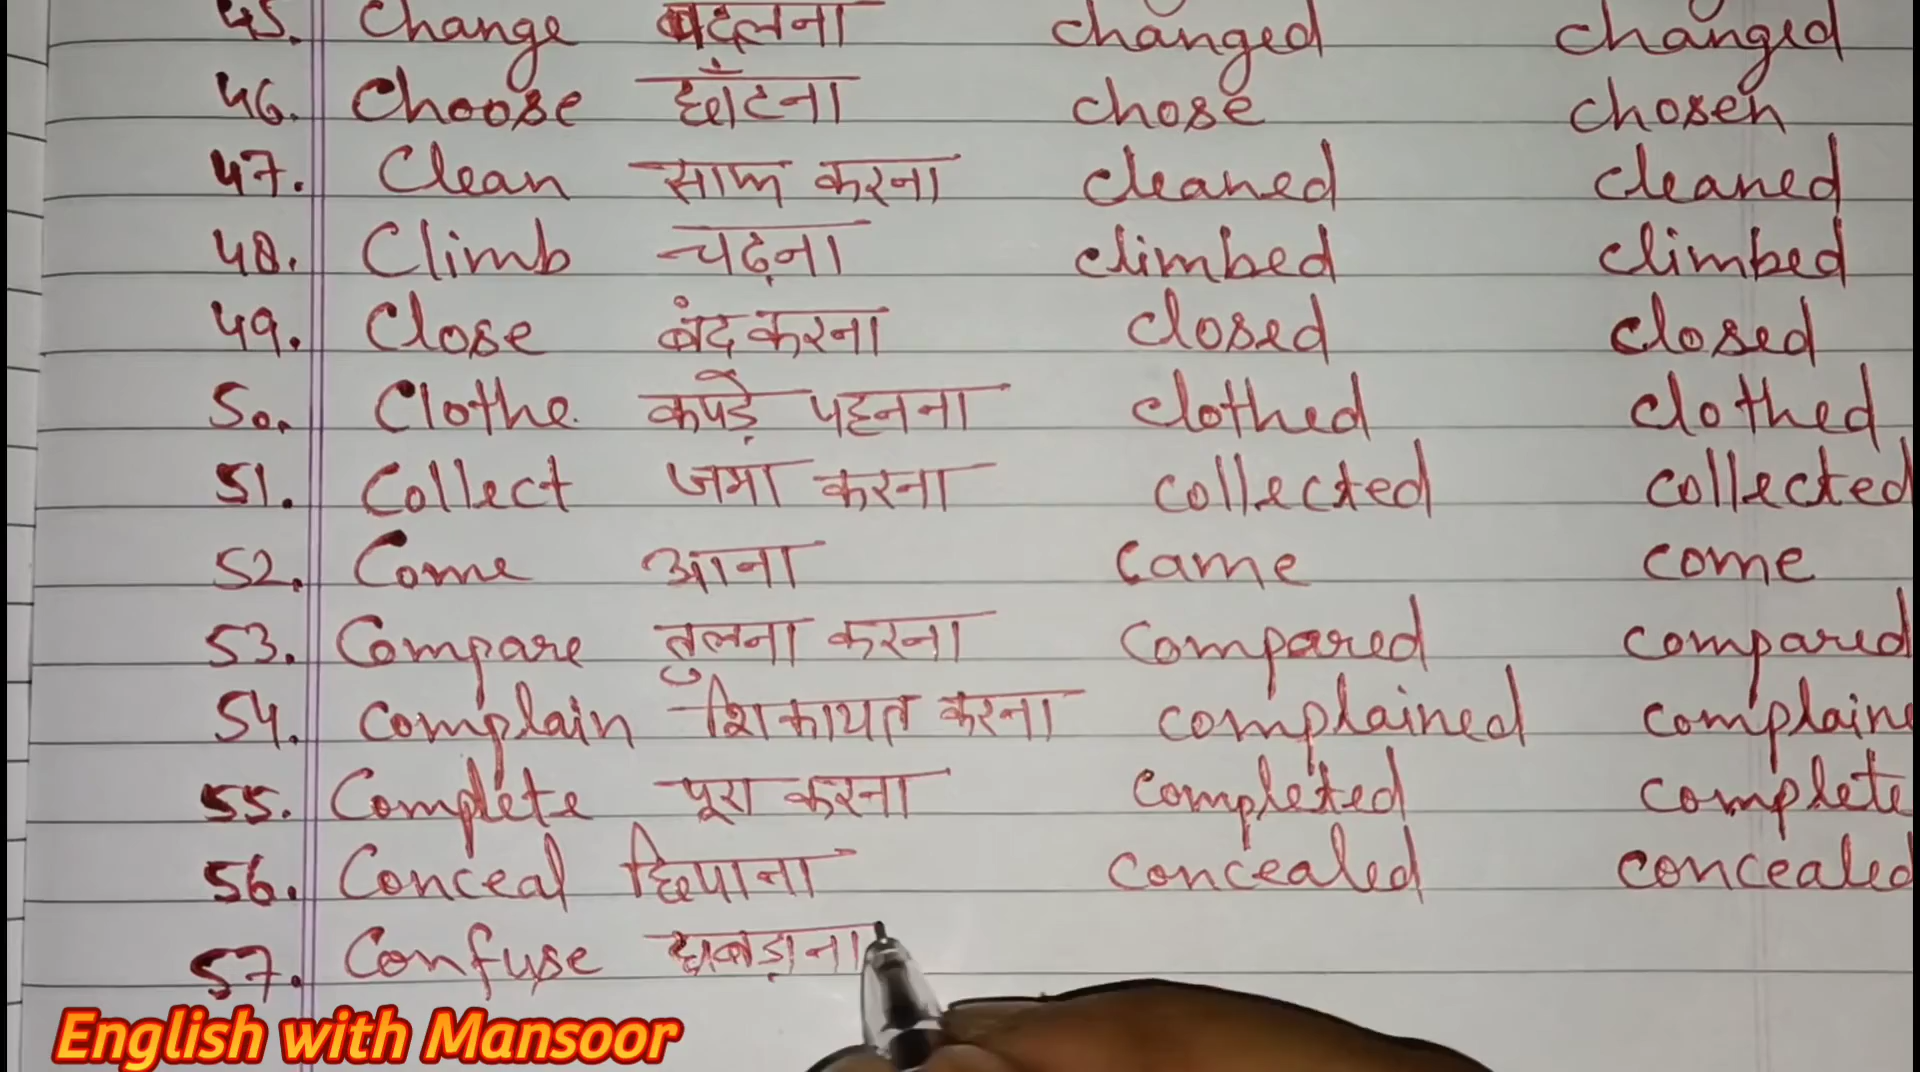 45. Change बदलना changed changed
46. Choose छाँटना chose chosen
47. Clean साफ करना cleaned cleaned
48. Climb चढ़ना climbed climbed
49. Close बंद करना closed closed
50. Clothe कपड़े पहनना clothed clothed
51. Collect जमा करना collected collected
52. Come आना came come
53. Compare तुलना करना compared compared
54. Complain शिकायत करना complained complaine
55. Complete पूरा करना completed complete
56. Conceal छिपाना concealed concealed
57. Confuse घबड़ाना
English with Mansoor